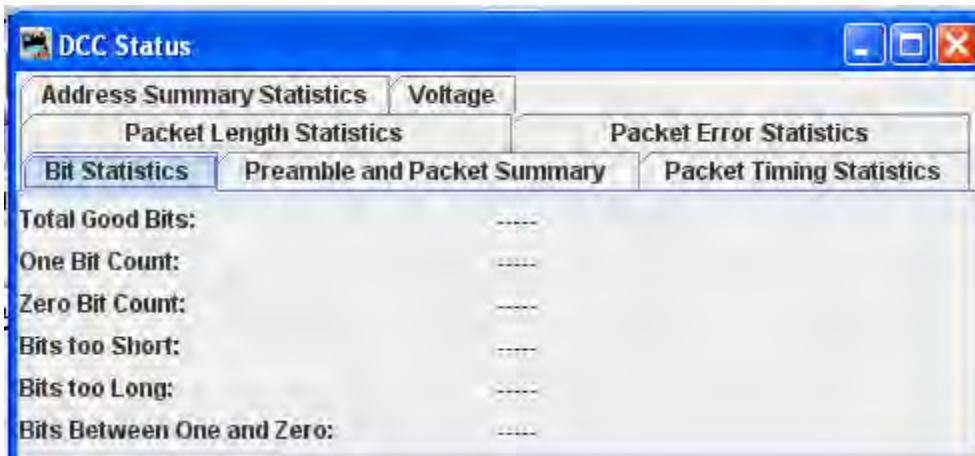 DCC Status
Address Summary Statistics Voltage
Packet Length Statistics Packet Error Statistics
Bit Statistics Preamble and Packet Summary Packet Timing Statistics
Total Good Bits: -----
One Bit Count: -----
Zero Bit Count: -----
Bits too Short: -----
Bits too Long: -----
Bits Between One and Zero: -----